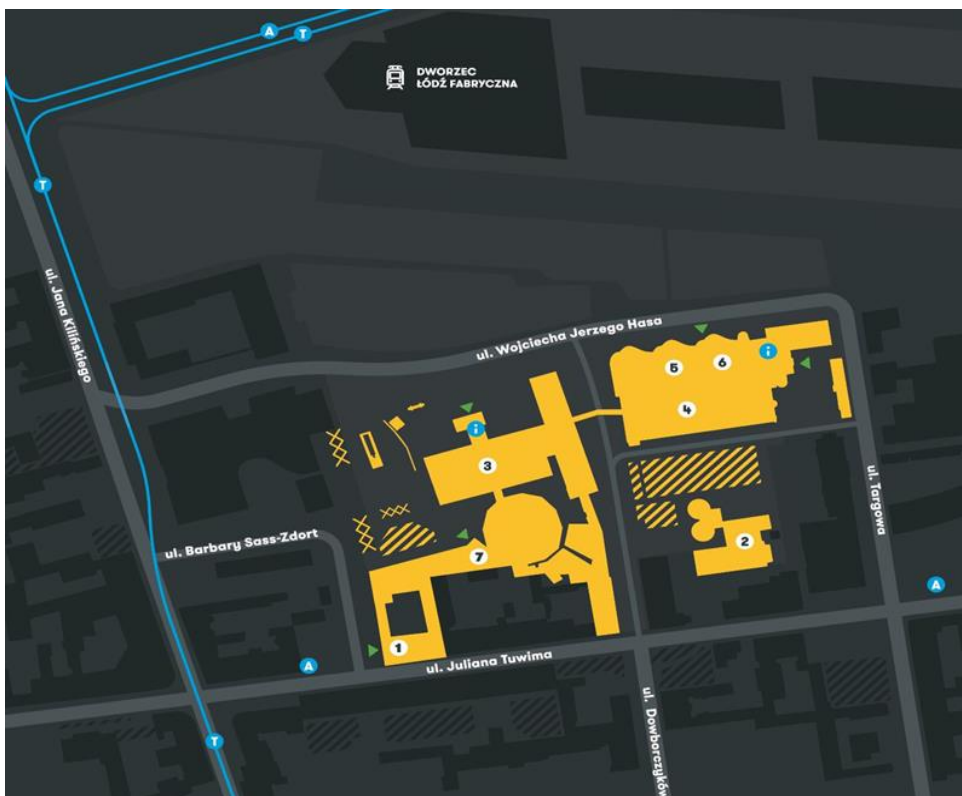 A
T
DWORZEC
ŁÓDŹ FABRYCZNA
T
ul. Jana Kilińskiego
ul. Wojciecha Jerzego Hasa
5
6
i
4
i
3
ul. Targowa
ul. Barbary Sass-Zdort
7
2
A
1
ul. Juliana Tuwima
A
ul. Dowborczyków
T